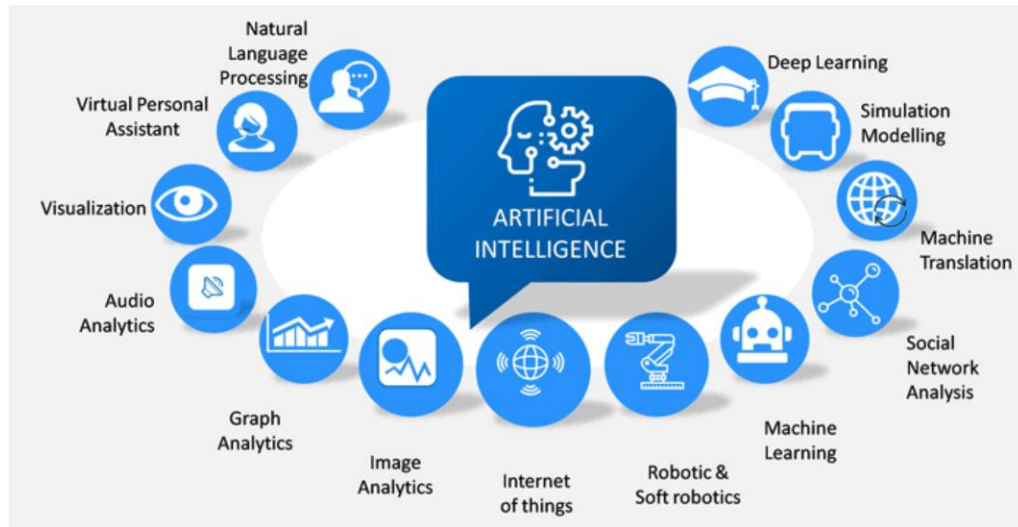 Natural
Language
Processing
Virtual Personal
Assistant
Visualization
Audio
Analytics
Graph
Analytics
Image
Analytics
Internet
of things
Robotic &
Soft robotics
Machine
Learning
Social
Network
Analysis
Machine
Translation
Simulation
Modelling
Deep Learning
ARTIFICIAL
INTELLIGENCE